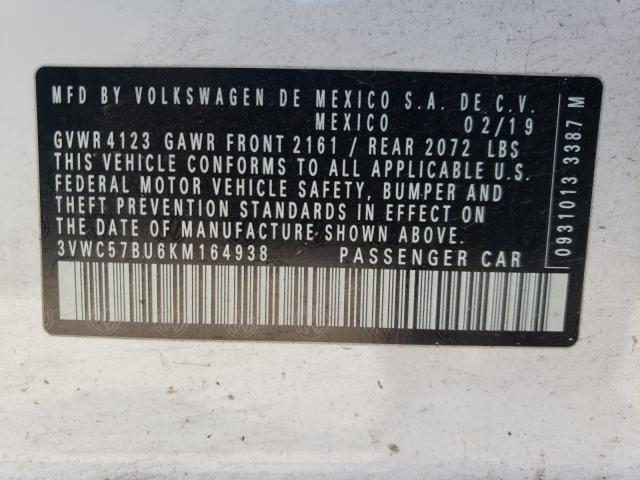 MFD BY VOLKSWAGEN DE MEXICO S.A. DE C.V.
MEXICO 02/19
GVWR 4123 GAWR FRONT 2161 / REAR 2072 LBS
THIS VEHICLE CONFORMS TO ALL APPLICABLE U.S.
FEDERAL MOTOR VEHICLE SAFETY, BUMPER AND
THEFT PREVENTION STANDARDS IN EFFECT ON
THE DATE OF MANUFACTURE SHOWN ABOVE.
3VWC57BU6KM164938 PASSENGER CAR
09310133387 M